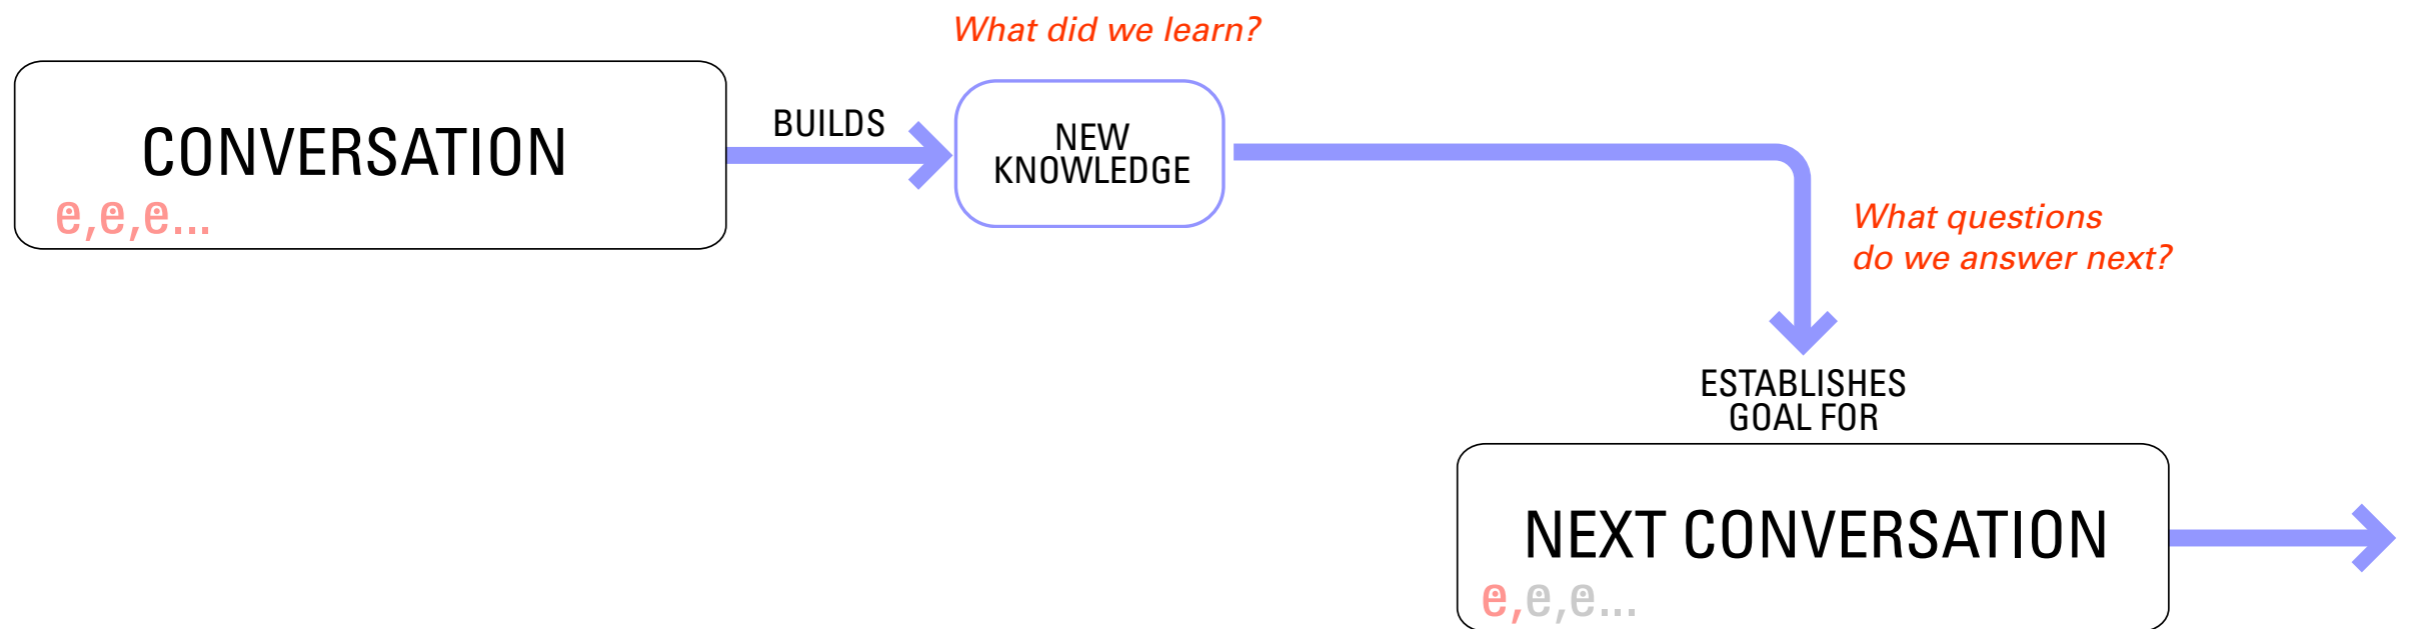 What did we learn?
CONVERSATION
e,e,e...
BUILDS
NEW
KNOWLEDGE
What questions
do we answer next?
ESTABLISHES
GOAL FOR
NEXT CONVERSATION
e,e,e...